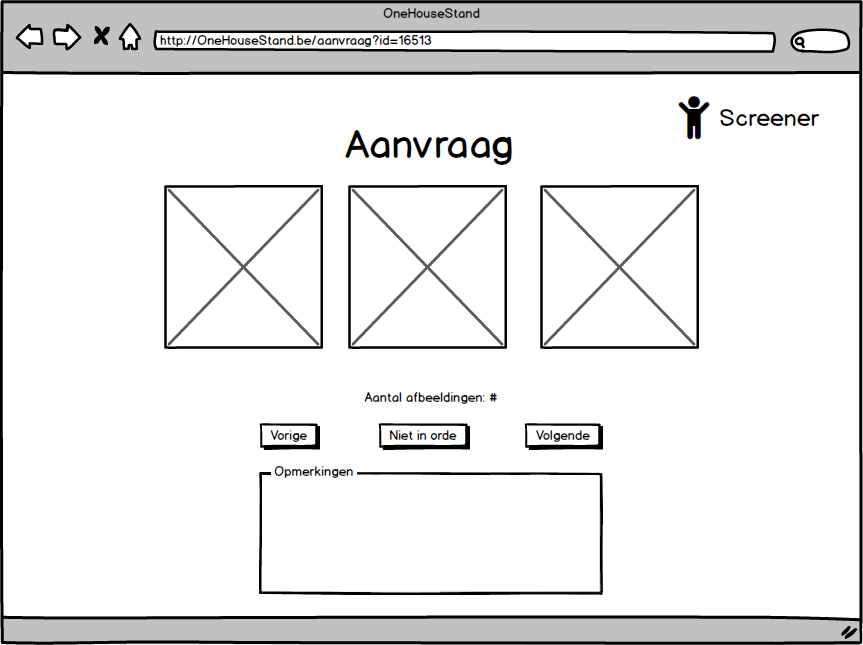 OneHouseStand
http://OneHouseStand.be/aanvraag?id=16513
Screener
Aanvraag
Aantal afbeeldingen: #
Vorige
Niet in orde
Volgende
Opmerkingen